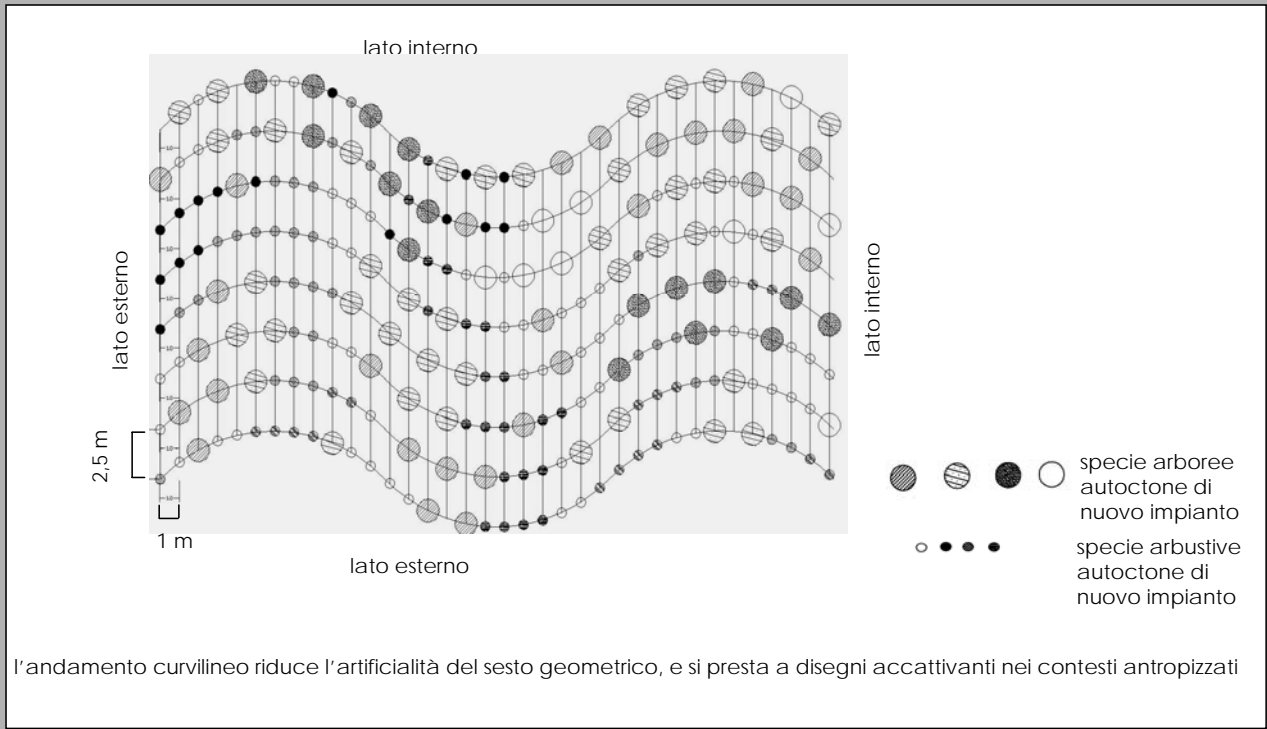 lato interno
lato esterno
lato interno
2,5 m
1 m
lato esterno
specie arboree
autoctone di
nuovo impianto
specie arbustive
autoctone di
nuovo impianto
l'andamento curvilineo riduce l'artificialità del sesto geometrico, e si presta a disegni accattivanti nei contesti antropizzati